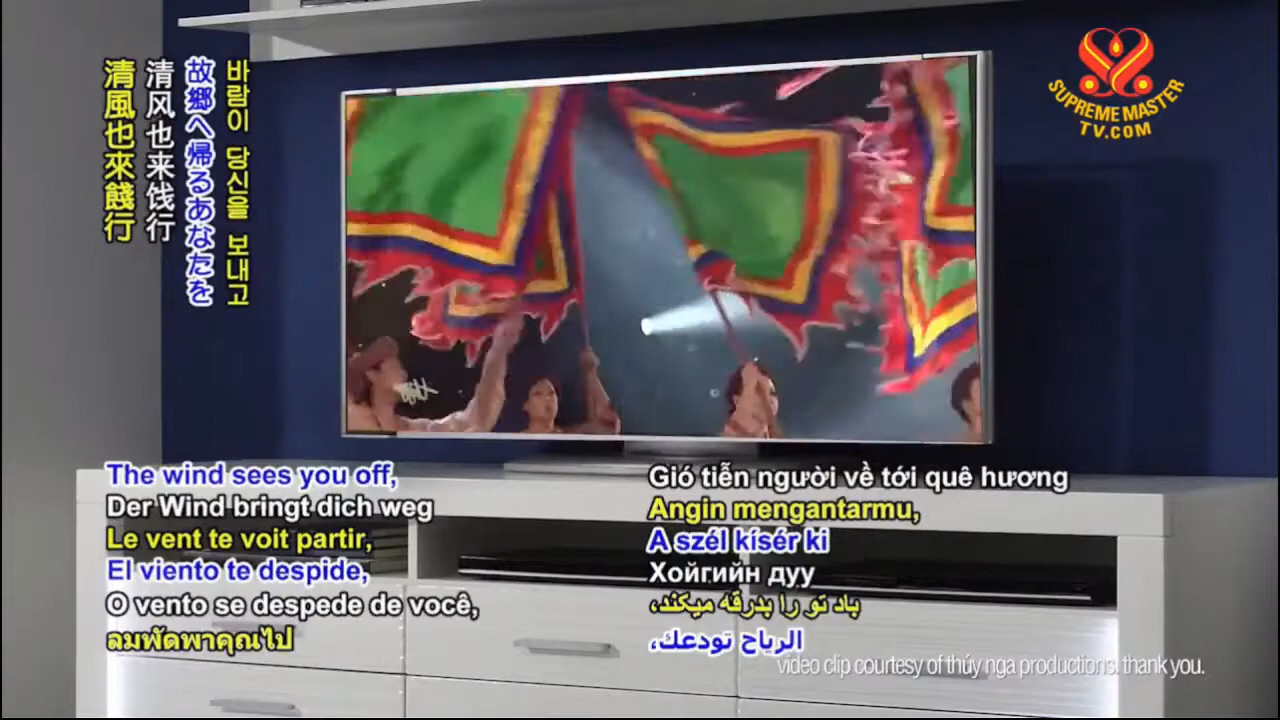 바람이 당신을 보내고
故郷へ帰るあなたを
清风也来饯行
清風也來餞行
SUPREME MASTER
TV.COM
The wind sees you off,
Der Wind bringt dich weg
Le vent te voit partir,
El viento te despide,
O vento se despede de você,
ลมพัดพาคุณไป
Gió tiễn người về tới quê hương
Angin mengantarmu,
A szél kísér ki
Хойгийн дуу
باد تو را بدرقه میکند،
الرياح تودعك،
video clip courtesy of thúy nga productions. thank you.